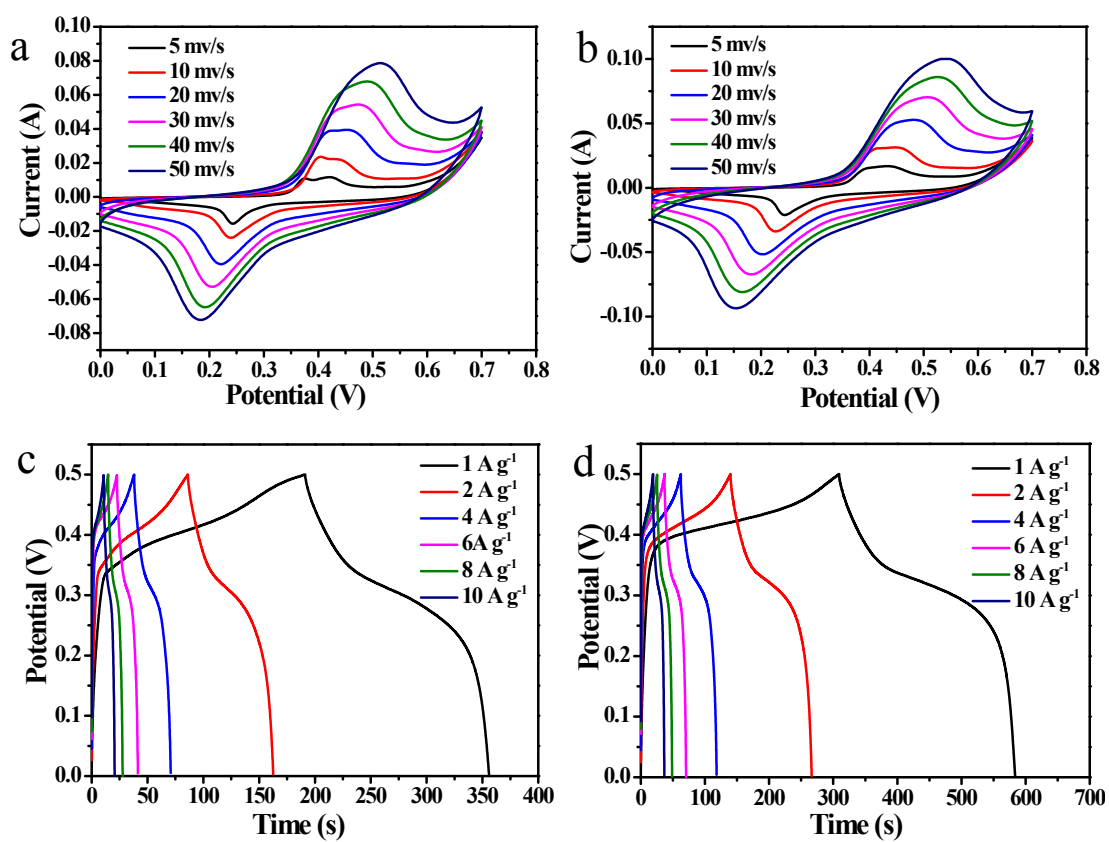 a
0.10
0.08
0.06
0.04
0.02
0.00
-0.02
-0.04
-0.06
-0.08
Current (A)
5 mv/s
10 mv/s
20 mv/s
30 mv/s
40 mv/s
50 mv/s
0.0 0.1 0.2 0.3 0.4 0.5 0.6 0.7 0.8
Potential (V)
b
0.10
0.05
0.00
-0.05
-0.10
Current (A)
5 mv/s
10 mv/s
20 mv/s
30 mv/s
40 mv/s
50 mv/s
0.0 0.1 0.2 0.3 0.4 0.5 0.6 0.7 0.8
Potential (V)
c
0.5
0.4
0.3
0.2
0.1
0.0
Potential (V)
1 A g⁻¹
2 A g⁻¹
4 A g⁻¹
6A g⁻¹
8 A g⁻¹
10 A g⁻¹
0 50 100 150 200 250 300 350 400
Time (s)
d
0.5
0.4
0.3
0.2
0.1
0.0
Potential (V)
1 A g⁻¹
2 A g⁻¹
4 A g⁻¹
6 A g⁻¹
8 A g⁻¹
10 A g⁻¹
0 100 200 300 400 500 600 700
Time (s)